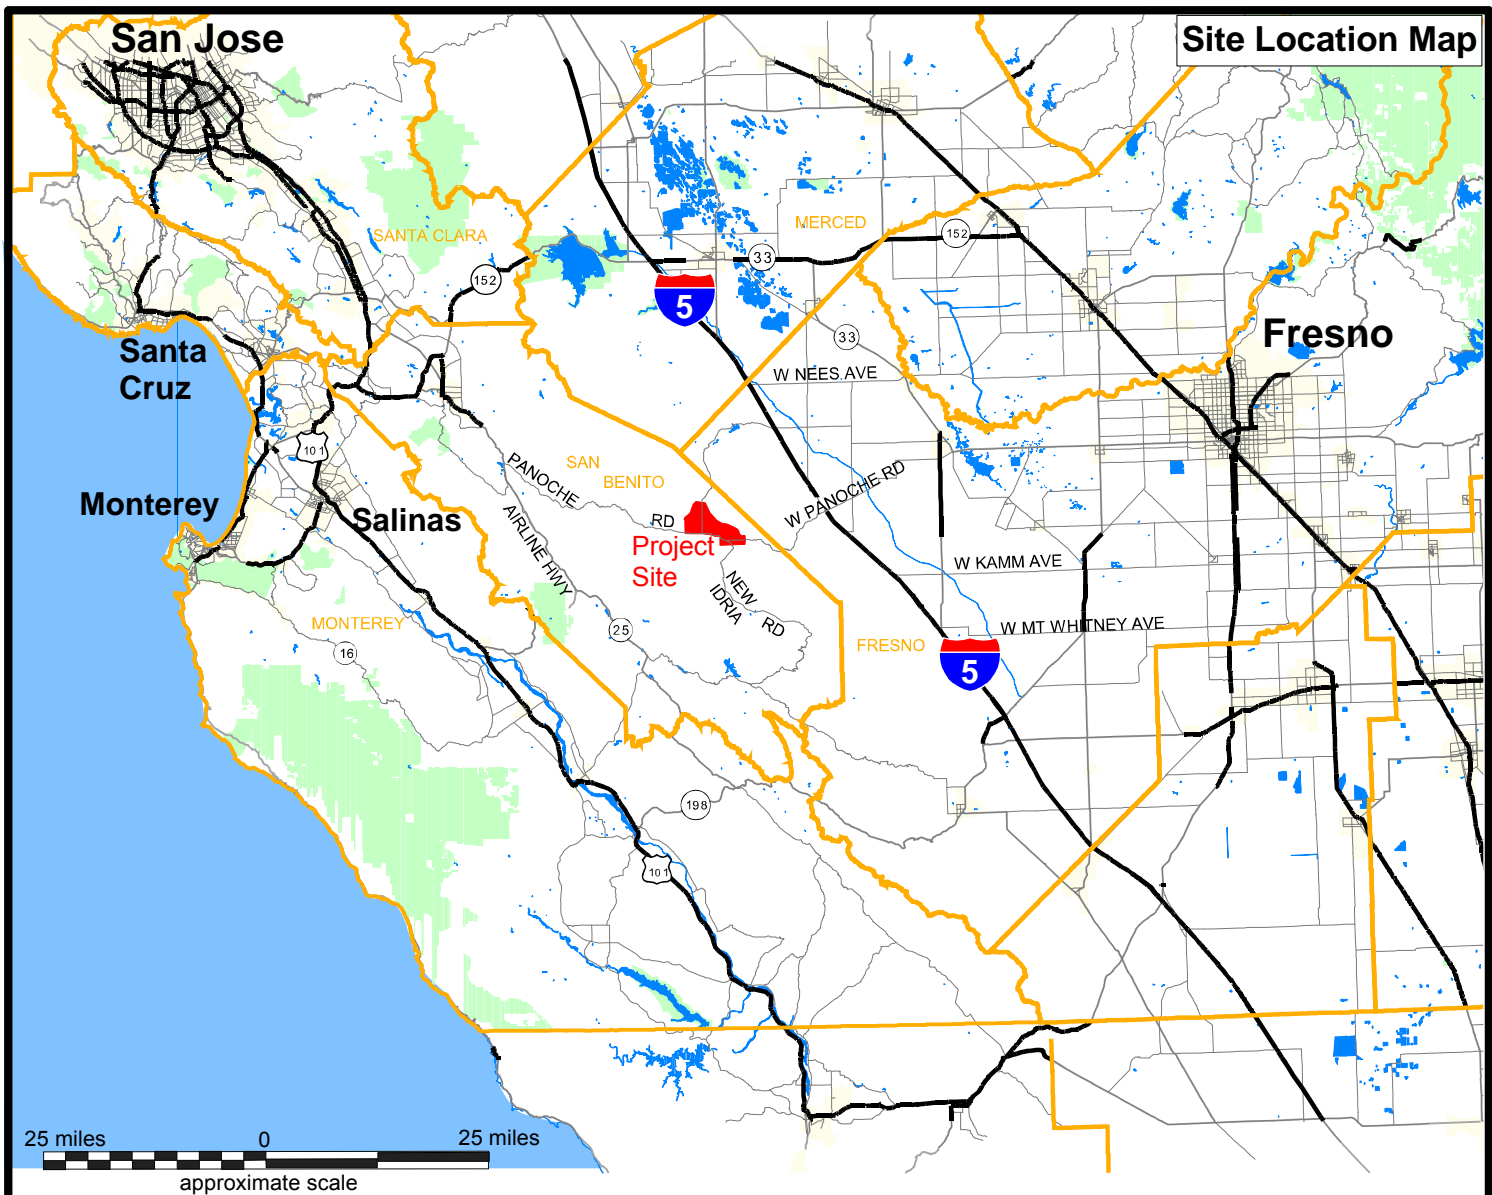 San Jose
Site Location Map
MERCED
SANTA CLARA
152
33
152
5
33
Santa
Cruz
Fresno
W NEES AVE
101
SAN
BENITO
PANOCHE
RD
W PANOCHE RD
Monterey
Salinas
AIRLINE HWY
Project
Site
W KAMM AVE
NEW
IDRIA
RD
MONTEREY
25
W MT WHITNEY AVE
FRESNO
16
5
198
101
25 miles
0
25 miles
approximate scale